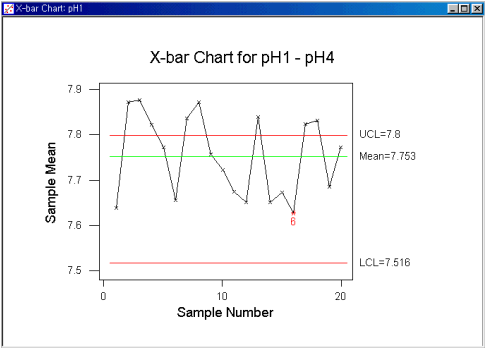 X-bar Chart: pH1
X-bar Chart for pH1 - pH4
7.9
7.8
7.7
7.6
7.5
Sample Mean
UCL=7.8
Mean=7.753
LCL=7.516
6
0
10
20
Sample Number